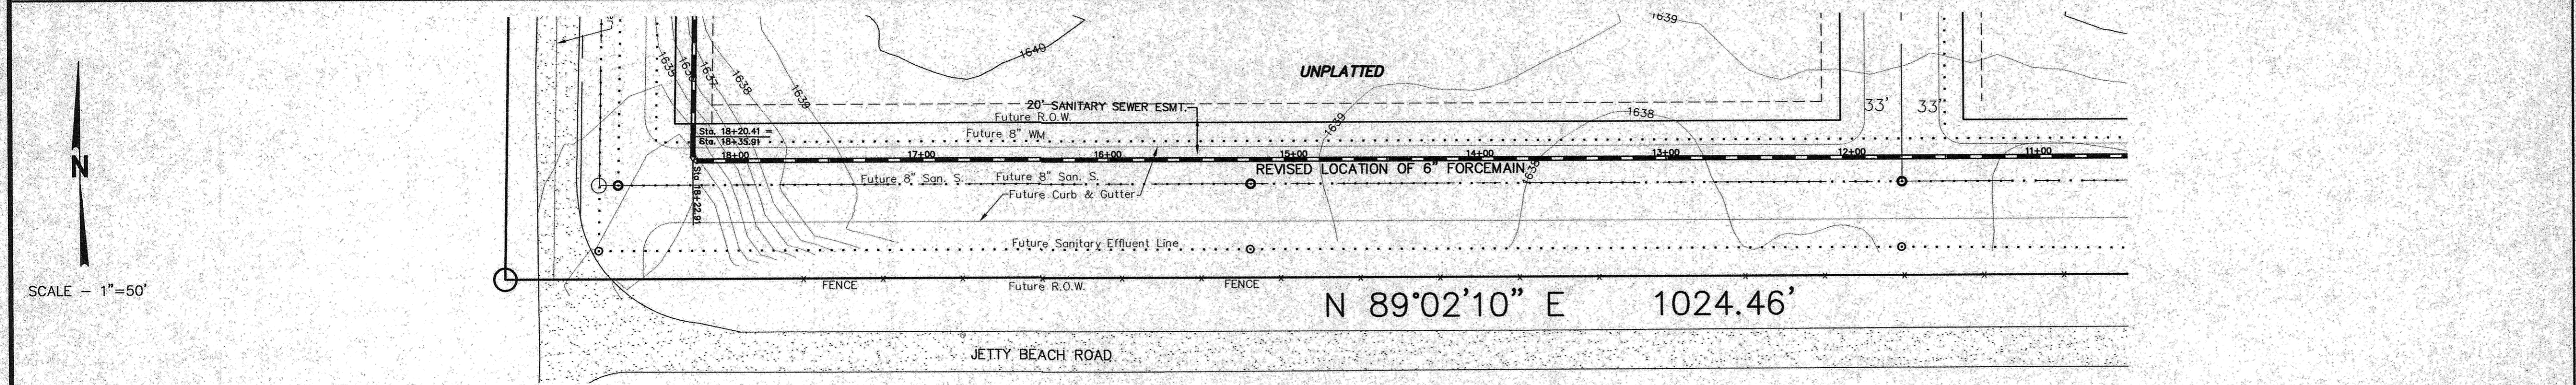 1639
1640
UNPLATTED
1635
1636
1637
1638
1639
20' SANITARY SEWER ESMT.
Future R.O.W.
33'
33'
1638
1639
Sta. 18+20.41 =
Sta. 18+35.91
Future 8" WM
18+00
17+00
16+00
15+00
14+00
13+00
12+00
11+00
REVISED LOCATION OF 6" FORCEMAIN
1638
N
Sta. 18+22.91
Future 8" San. S.
Future 8" San. S.
Future Curb & Gutter
Future Sanitary Effluent Line
SCALE - 1"=50'
FENCE
Future R.O.W.
FENCE
N 89°02'10" E 1024.46'
JETTY BEACH ROAD